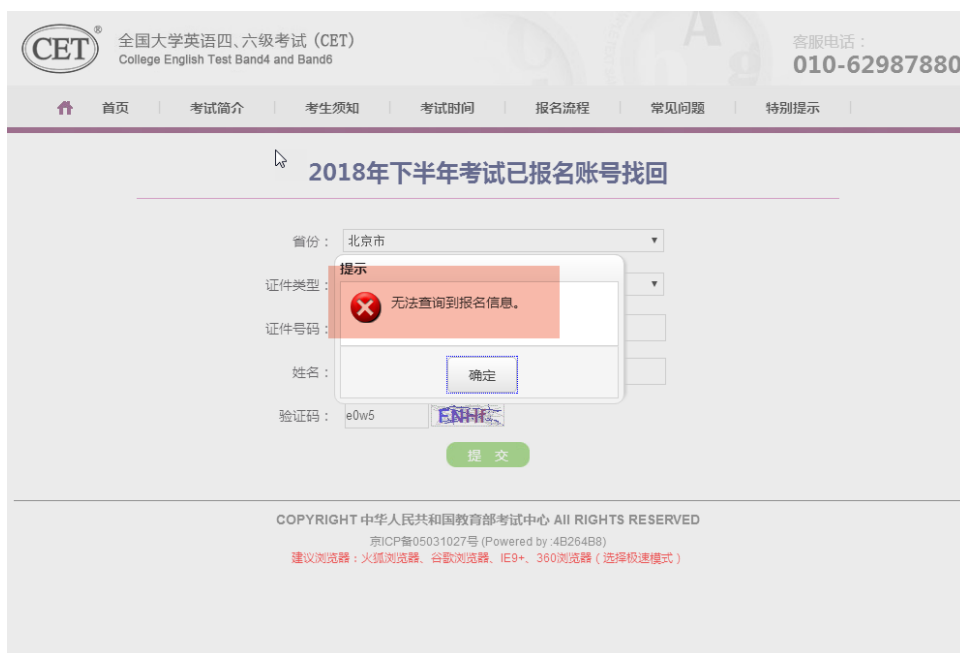 CET®
全国大学英语四、六级考试（CET）
College English Test Band4 and Band6
客服电话：
010-62987880
首页
考试简介
考生须知
考试时间
报名流程
常见问题
特别提示
2018年下半年考试已报名账号找回
省份：
北京市
提示
证件类型：
无法查询到报名信息。
证件号码：
姓名：
确定
验证码：
e0w5
ENHF
提 交
COPYRIGHT 中华人民共和国教育部考试中心 All RIGHTS RESERVED
京ICP备05031027号 (Powered by :4B264B8)
建议浏览器：火狐浏览器、谷歌浏览器、IE9+、360浏览器（选择极速模式）